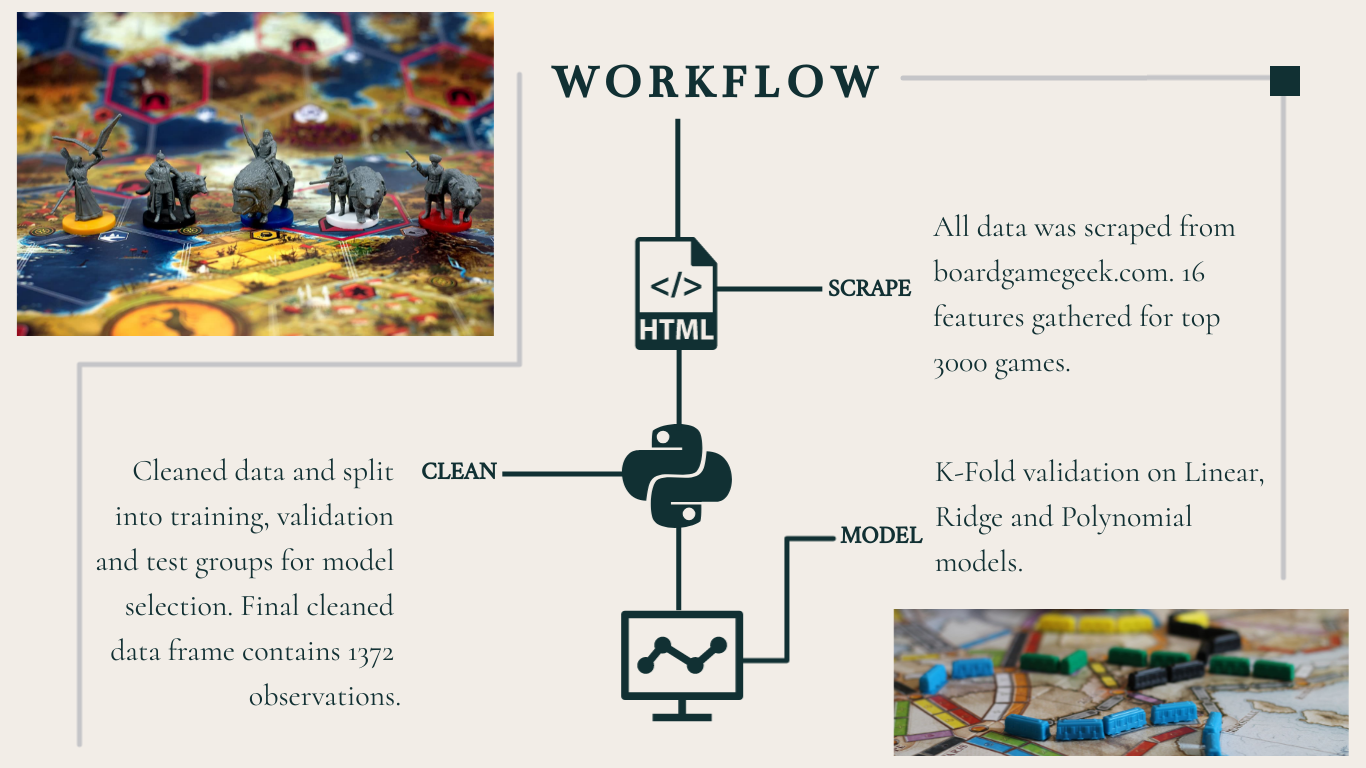 WORKFLOW
All data was scraped from
boardgamegeek.com. 16
features gathered for top
3000 games.
SCRAPE
</>
HTML
Cleaned data and split
into training, validation
and test groups for model
selection. Final cleaned
data frame contains 1372
observations.
CLEAN
MODEL
K-Fold validation on Linear,
Ridge and Polynomial
models.